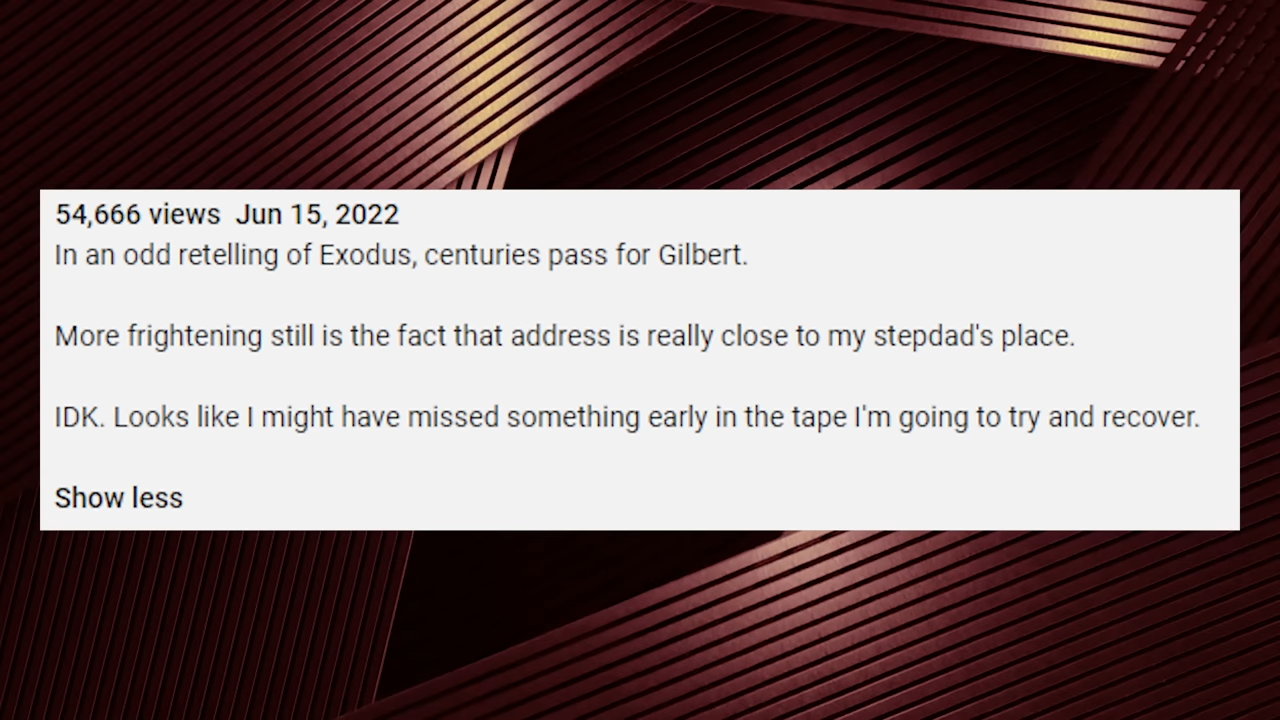 54,666 views  Jun 15, 2022
In an odd retelling of Exodus, centuries pass for Gilbert.
More frightening still is the fact that address is really close to my stepdad's place.
IDK. Looks like I might have missed something early in the tape I'm going to try and recover.
Show less